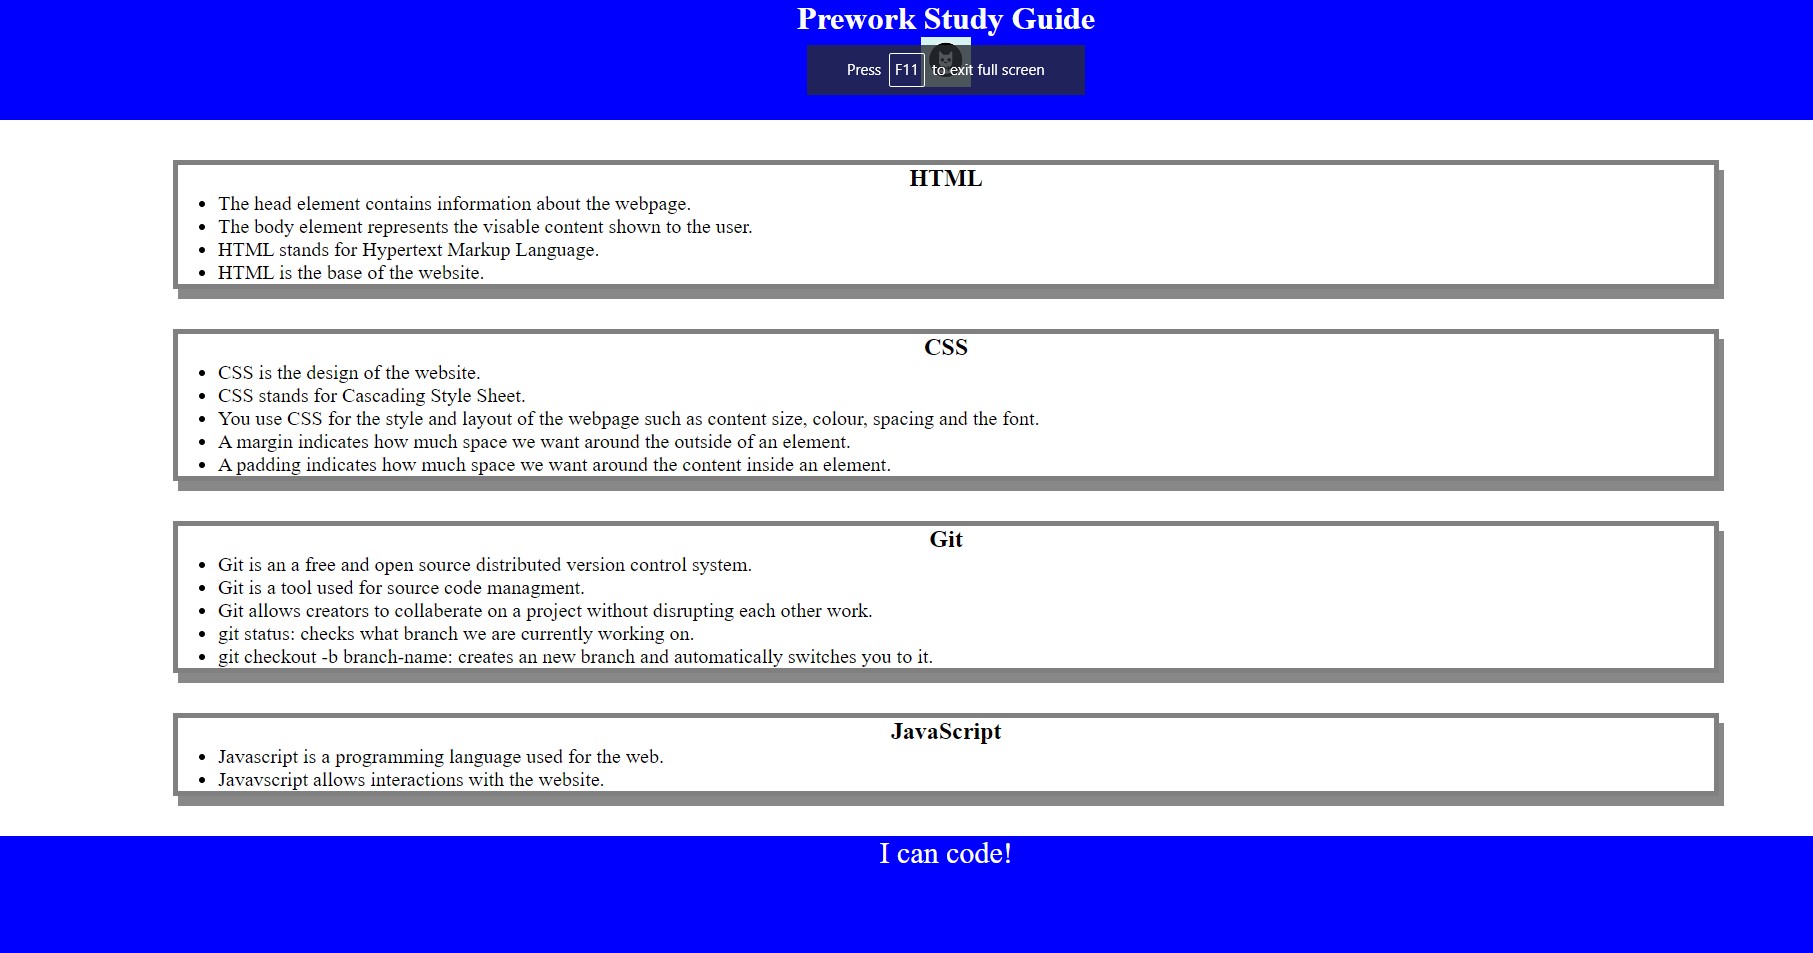 Prework Study Guide
Press F11 to exit full screen
HTML
The head element contains information about the webpage.
The body element represents the visable content shown to the user.
HTML stands for Hypertext Markup Language.
HTML is the base of the website.
CSS
CSS is the design of the website.
CSS stands for Cascading Style Sheet.
You use CSS for the style and layout of the webpage such as content size, colour, spacing and the font.
A margin indicates how much space we want around the outside of an element.
A padding indicates how much space we want around the content inside an element.
Git
Git is an a free and open source distributed version control system.
Git is a tool used for source code managment.
Git allows creators to collaberate on a project without disrupting each other work.
git status: checks what branch we are currently working on.
git checkout -b branch-name: creates an new branch and automatically switches you to it.
JavaScript
Javascript is a programming language used for the web.
Javavscript allows interactions with the website.
I can code!